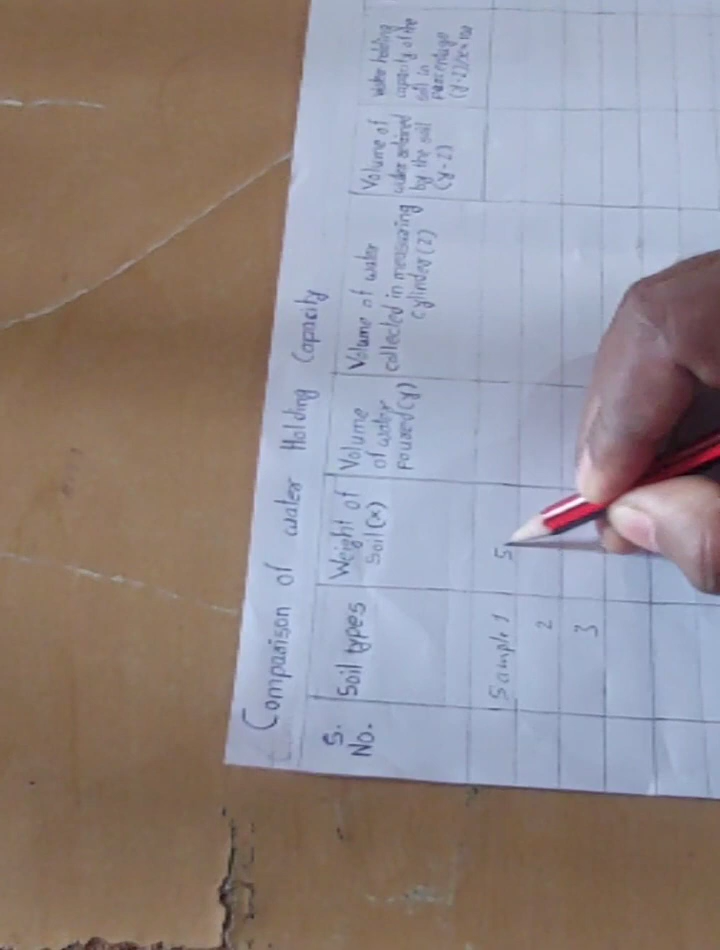 Comparison of water Holding Capacity
S.
No.
Soil types
Weight of
Soil(x)
Volume
of water
Poured(y)
Volume of water
collected in measuring
cylinder(z)
Volume of
water retained
by the soil
(y-z)
water holding
capacity of the
soil in
percentage
(y-z)/x×100
Sample 1
5
2
3